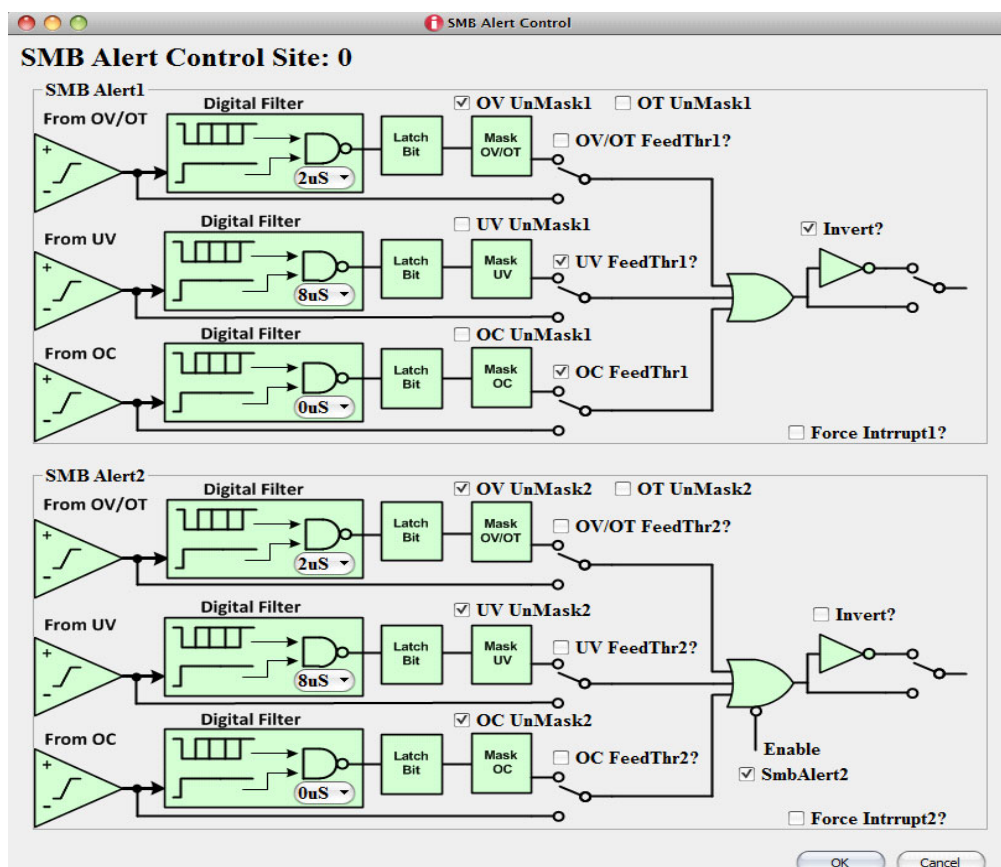 SMB Alert Control
SMB Alert Control Site: 0
SMB Alert1
From OV/OT
Digital Filter
2uS
Latch Bit
Mask OV/OT
OV UnMask1
OT UnMask1
OV/OT FeedThr1?
From UV
Digital Filter
8uS
Latch Bit
Mask UV
UV UnMask1
UV FeedThr1?
Invert?
From OC
Digital Filter
0uS
Latch Bit
Mask OC
OC UnMask1
OC FeedThr1
Force Intrrupt1?
SMB Alert2
From OV/OT
Digital Filter
2uS
Latch Bit
Mask OV/OT
OV UnMask2
OT UnMask2
OV/OT FeedThr2?
From UV
Digital Filter
8uS
Latch Bit
Mask UV
UV UnMask2
UV FeedThr2?
Invert?
From OC
Digital Filter
0uS
Latch Bit
Mask OC
OC UnMask2
OC FeedThr2?
Enable
SmbAlert2
Force Intrrupt2?
OK
Cancel